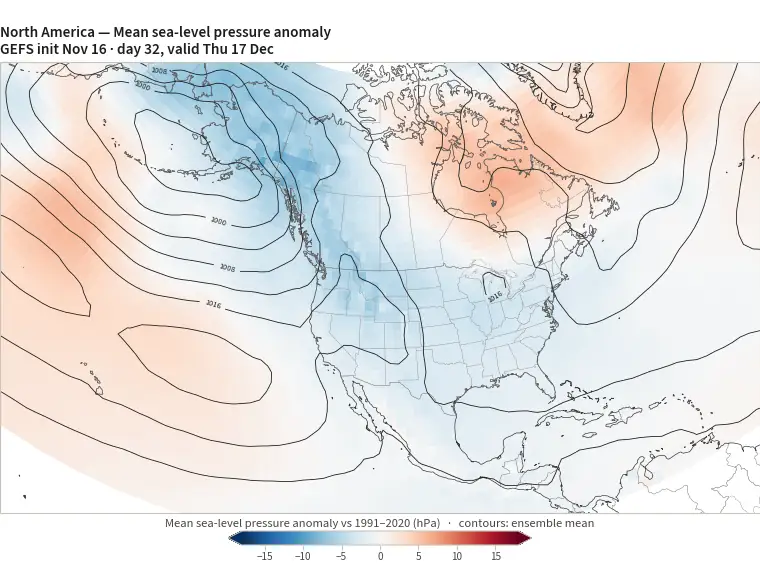 North America — Mean sea-level pressure anomaly
GEFS init Nov 16 · day 32, valid Thu 17 Dec
1008
1016
1000
1000
1008
1016
1016
Mean sea-level pressure anomaly vs 1991–2020 (hPa) · contours: ensemble mean
−15 −10 −5 0 5 10 15